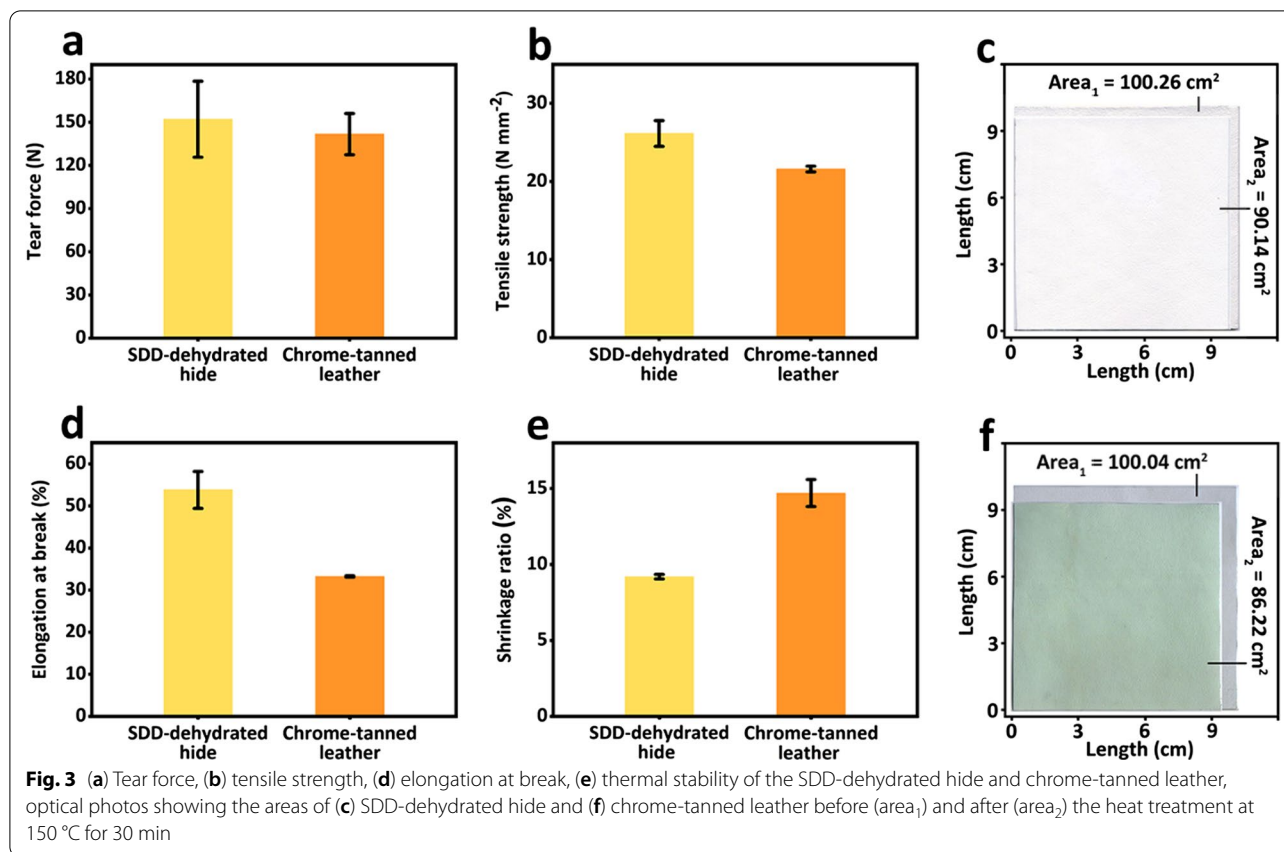 a
180
150
120
90
60
30
0
Tear force (N)
SDD-dehydrated
hide
Chrome-tanned
leather
b
30
20
10
0
Tensile strength (N mm⁻²)
SDD-dehydrated
hide
Chrome-tanned
leather
c
Area₁ = 100.26 cm²
Area₂ = 90.14 cm²
9
6
3
0
Length (cm)
0 3 6 9
Length (cm)
d
60
50
40
30
20
10
0
Elongation at break (%)
SDD-dehydrated
hide
Chrome-tanned
leather
e
15
10
5
0
Shrinkage ratio (%)
SDD-dehydrated
hide
Chrome-tanned
leather
f
Area₁ = 100.04 cm²
Area₂ = 86.22 cm²
9
6
3
0
Length (cm)
0 3 6 9
Length (cm)
Fig. 3 (a) Tear force, (b) tensile strength, (d) elongation at break, (e) thermal stability of the SDD-dehydrated hide and chrome-tanned leather,
optical photos showing the areas of (c) SDD-dehydrated hide and (f) chrome-tanned leather before (area₁) and after (area₂) the heat treatment at
150 °C for 30 min